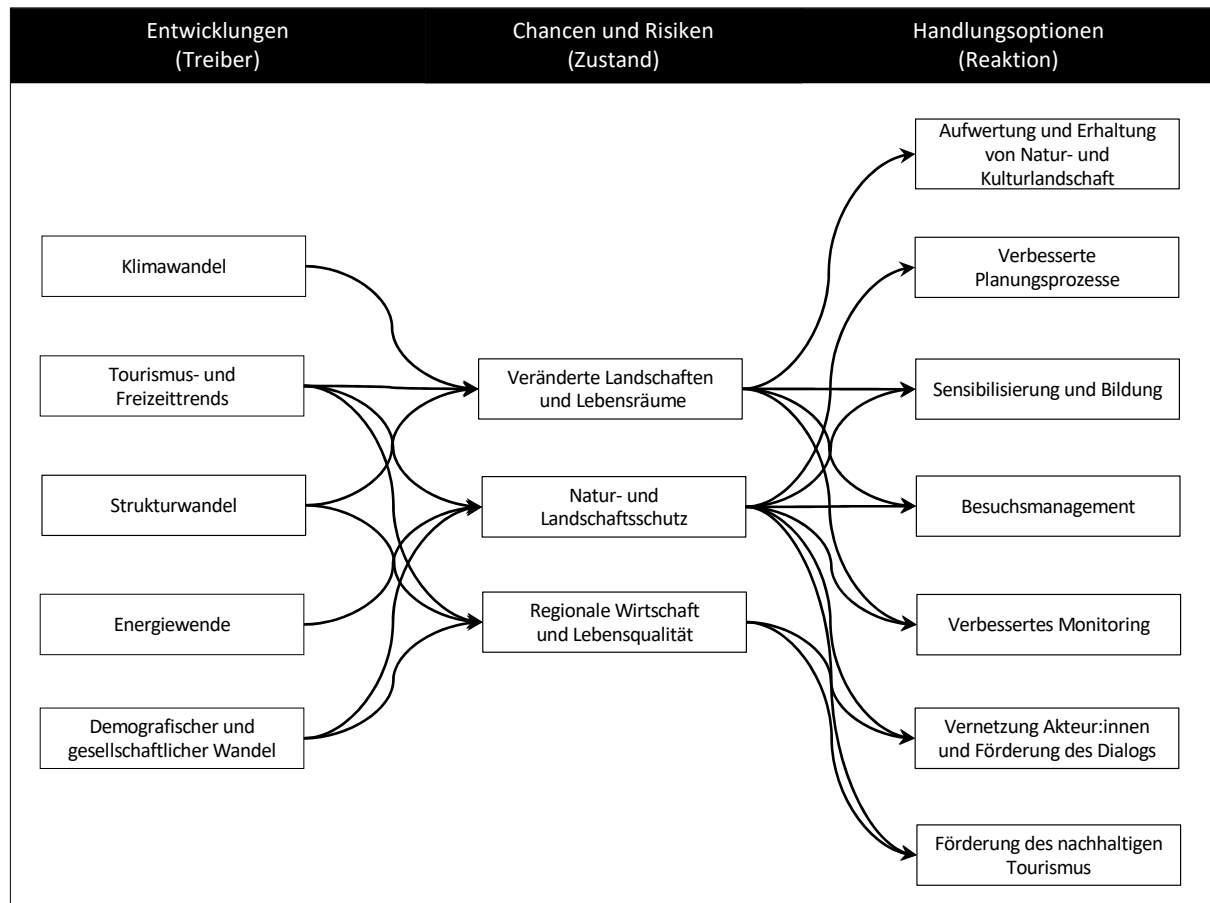 Entwicklungen
(Treiber)
Chancen und Risiken
(Zustand)
Handlungsoptionen
(Reaktion)
Klimawandel
Tourismus- und
Freizeittrends
Strukturwandel
Energiewende
Demografischer und
gesellschaftlicher Wandel
Veränderte Landschaften
und Lebensräume
Natur- und
Landschaftsschutz
Regionale Wirtschaft
und Lebensqualität
Aufwertung und Erhaltung
von Natur- und
Kulturlandschaft
Verbesserte
Planungsprozesse
Sensibilisierung und Bildung
Besuchsmanagement
Verbessertes Monitoring
Vernetzung Akteur:innen
und Förderung des Dialogs
Förderung des nachhaltigen
Tourismus